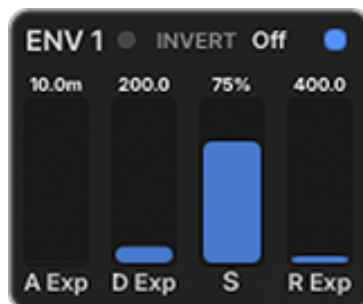 ENV 1 INVERT Off
10.0m 200.0 75% 400.0
A Exp D Exp S R Exp